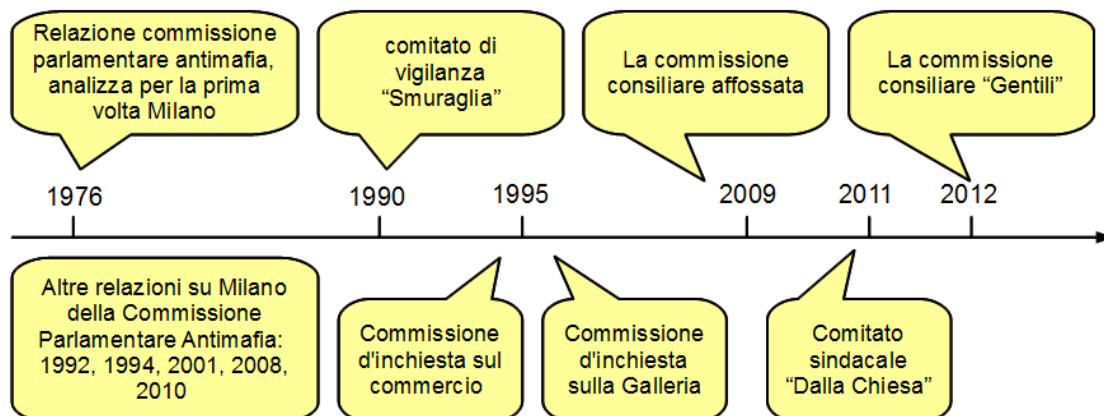 Relazione commissione
parlamentare antimafia,
analizza per la prima
volta Milano
comitato di
vigilanza
“Smuraglia”
La commissione
consiliare affossata
La commissione
consiliare “Gentili”
1976
1990
1995
2009
2011
2012
Altre relazioni su Milano
della Commissione
Parlamentare Antimafia:
1992, 1994, 2001, 2008,
2010
Commissione
d'inchiesta sul
commercio
Commissione
d'inchiesta
sulla Galleria
Comitato
sindacale
“Dalla Chiesa”